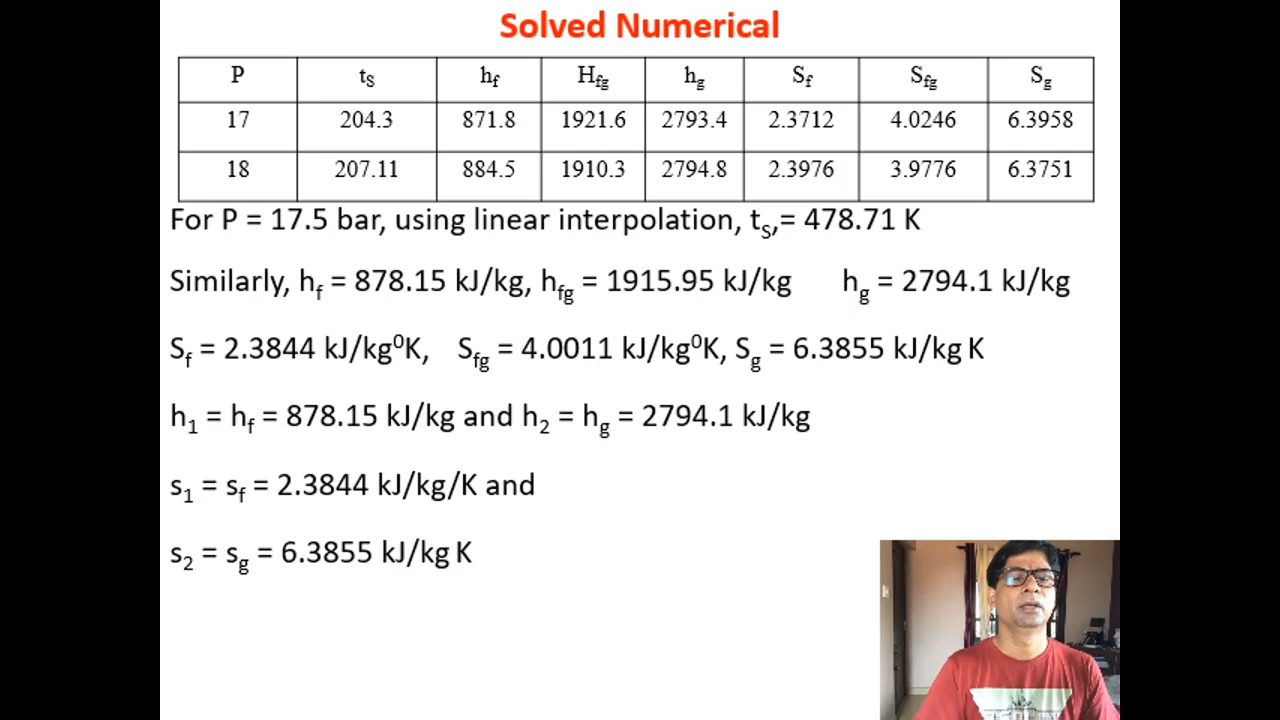 Solved Numerical
P tS hf Hfg hg Sf Sfg Sg
17 204.3 871.8 1921.6 2793.4 2.3712 4.0246 6.3958
18 207.11 884.5 1910.3 2794.8 2.3976 3.9776 6.3751
For P = 17.5 bar, using linear interpolation, tS,= 478.71 K
Similarly, hf = 878.15 kJ/kg, hfg = 1915.95 kJ/kg hg = 2794.1 kJ/kg
Sf = 2.3844 kJ/kg⁰K, Sfg = 4.0011 kJ/kg⁰K, Sg = 6.3855 kJ/kg K
h1 = hf = 878.15 kJ/kg and h2 = hg = 2794.1 kJ/kg
s1 = sf = 2.3844 kJ/kg/K and
s2 = sg = 6.3855 kJ/kg K